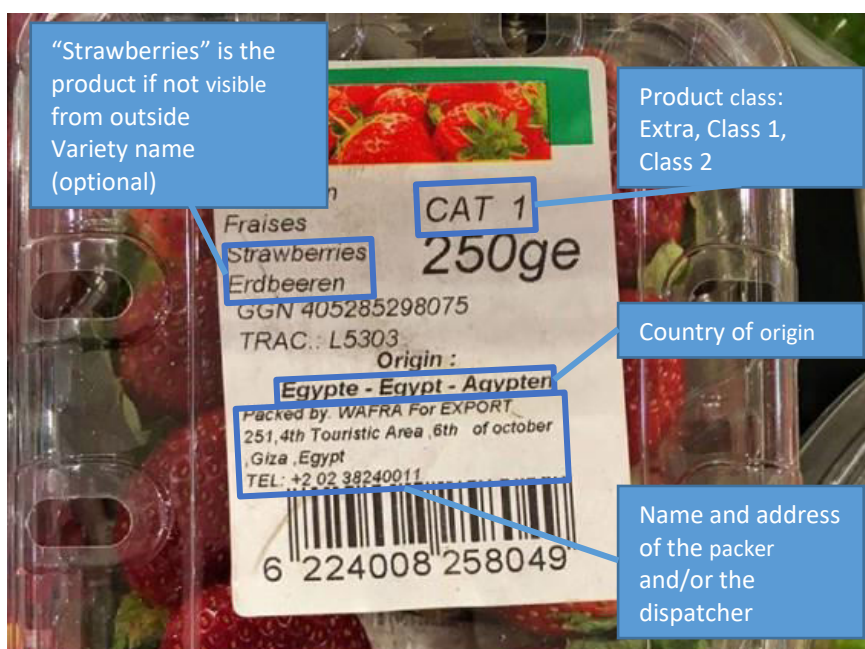 “Strawberries” is the
product if not visible
from outside
Variety name
(optional)
Product class:
Extra, Class 1,
Class 2
CAT 1
Fraises
250ge
Strawberries
Erdbeeren
GGN 405285298075
TRAC.: L5303
Origin :
Country of origin
Egypte - Egypt - Agypten
Packed by. WAFRA For EXPORT
251,4th Touristic Area ,6th of october
,Giza ,Egypt
TEL: +2 02 38240011
6 224008 258049
Name and address
of the packer
and/or the
dispatcher